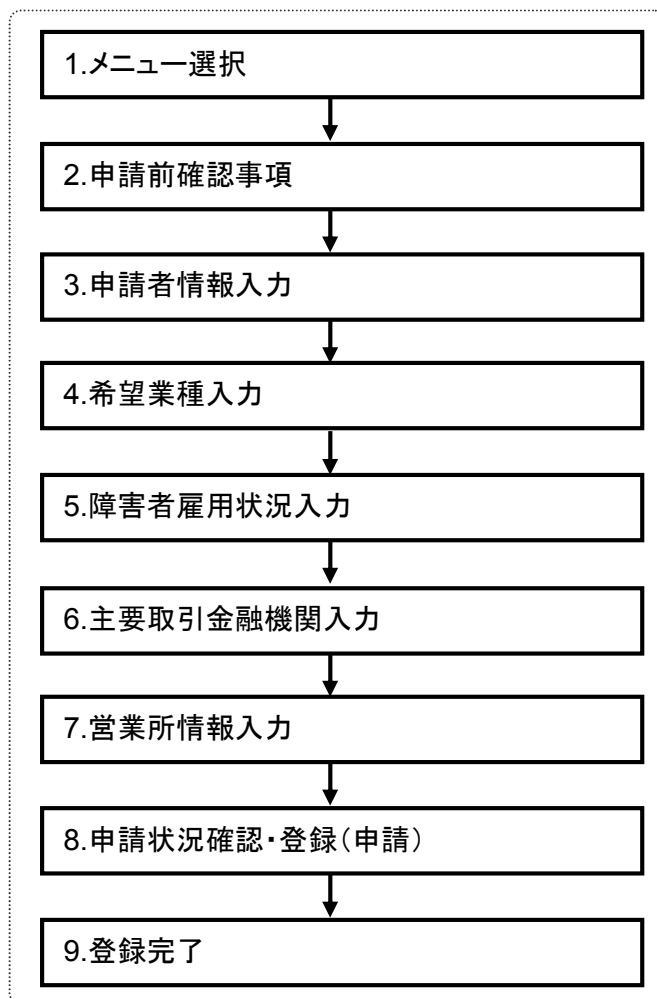 1.メニュー選択
2.申請前確認事項
3.申請者情報入力
4.希望業種入力
5.障害者雇用状況入力
6.主要取引金融機関入力
7.営業所情報入力
8.申請状況確認・登録(申請)
9.登録完了